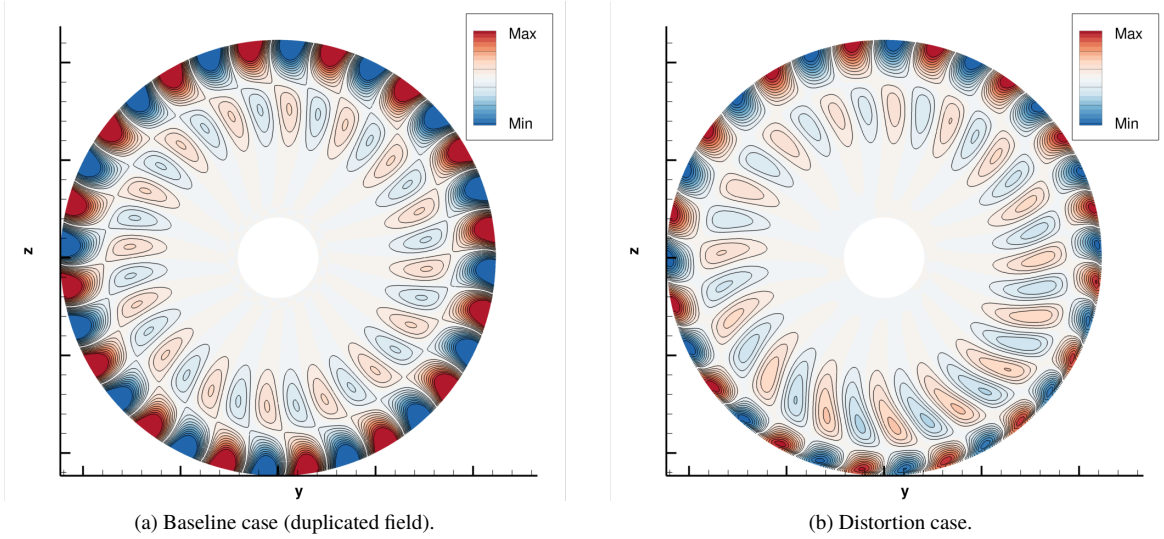 Max
Min
z
y
(a) Baseline case (duplicated field).
Max
Min
z
y
(b) Distortion case.